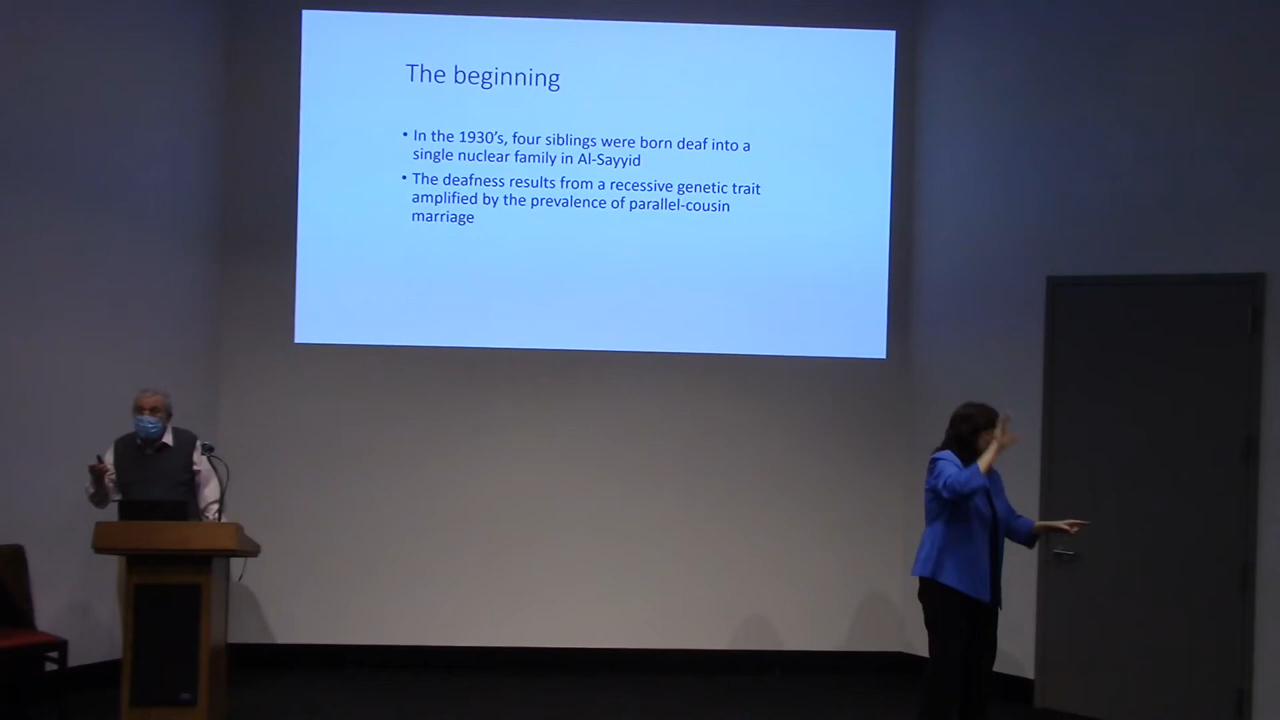 The beginning
• In the 1930's, four siblings were born deaf into a
single nuclear family in Al-Sayyid
• The deafness results from a recessive genetic trait
amplified by the prevalence of parallel-cousin
marriage